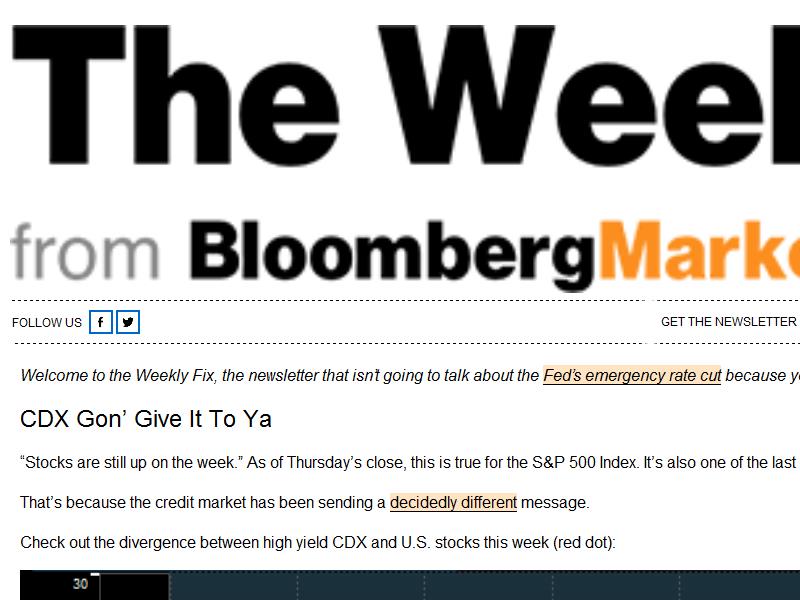 The Week
from BloombergMarke
FOLLOW US
GET THE NEWSLETTER
Welcome to the Weekly Fix, the newsletter that isn't going to talk about the Fed's emergency rate cut because y
CDX Gon’ Give It To Ya
“Stocks are still up on the week.” As of Thursday’s close, this is true for the S&P 500 Index. It’s also one of the last
That’s because the credit market has been sending a decidedly different message.
Check out the divergence between high yield CDX and U.S. stocks this week (red dot):
30